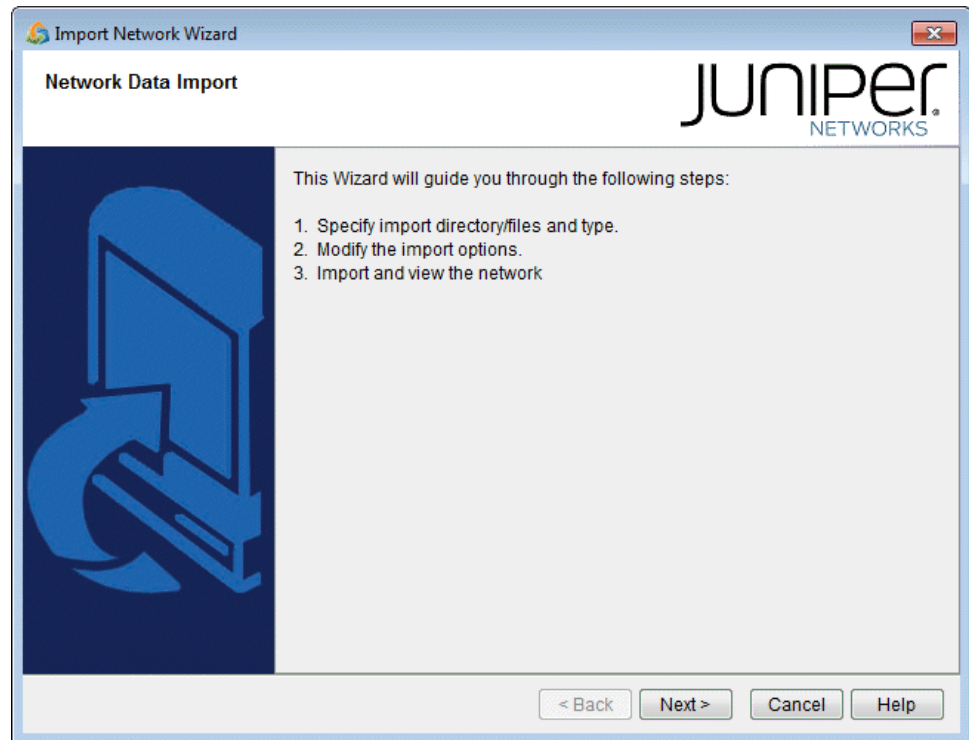 Import Network Wizard
Network Data Import
JUNIPER
NETWORKS
This Wizard will guide you through the following steps:
1. Specify import directory/files and type.
2. Modify the import options.
3. Import and view the network
< Back
Next >
Cancel
Help